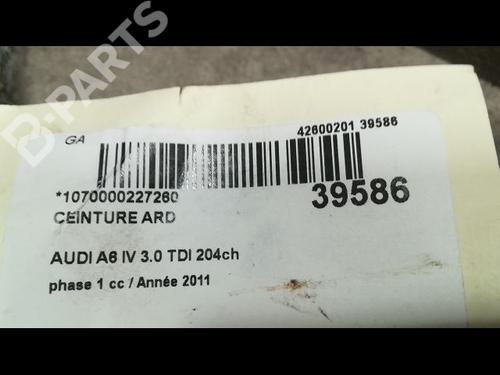 B-PARTS
GA
42600201 39586
*1070000227260
39586
CEINTURE ARD
AUDI A6 IV 3.0 TDI 204ch
phase 1 cc / Année 2011